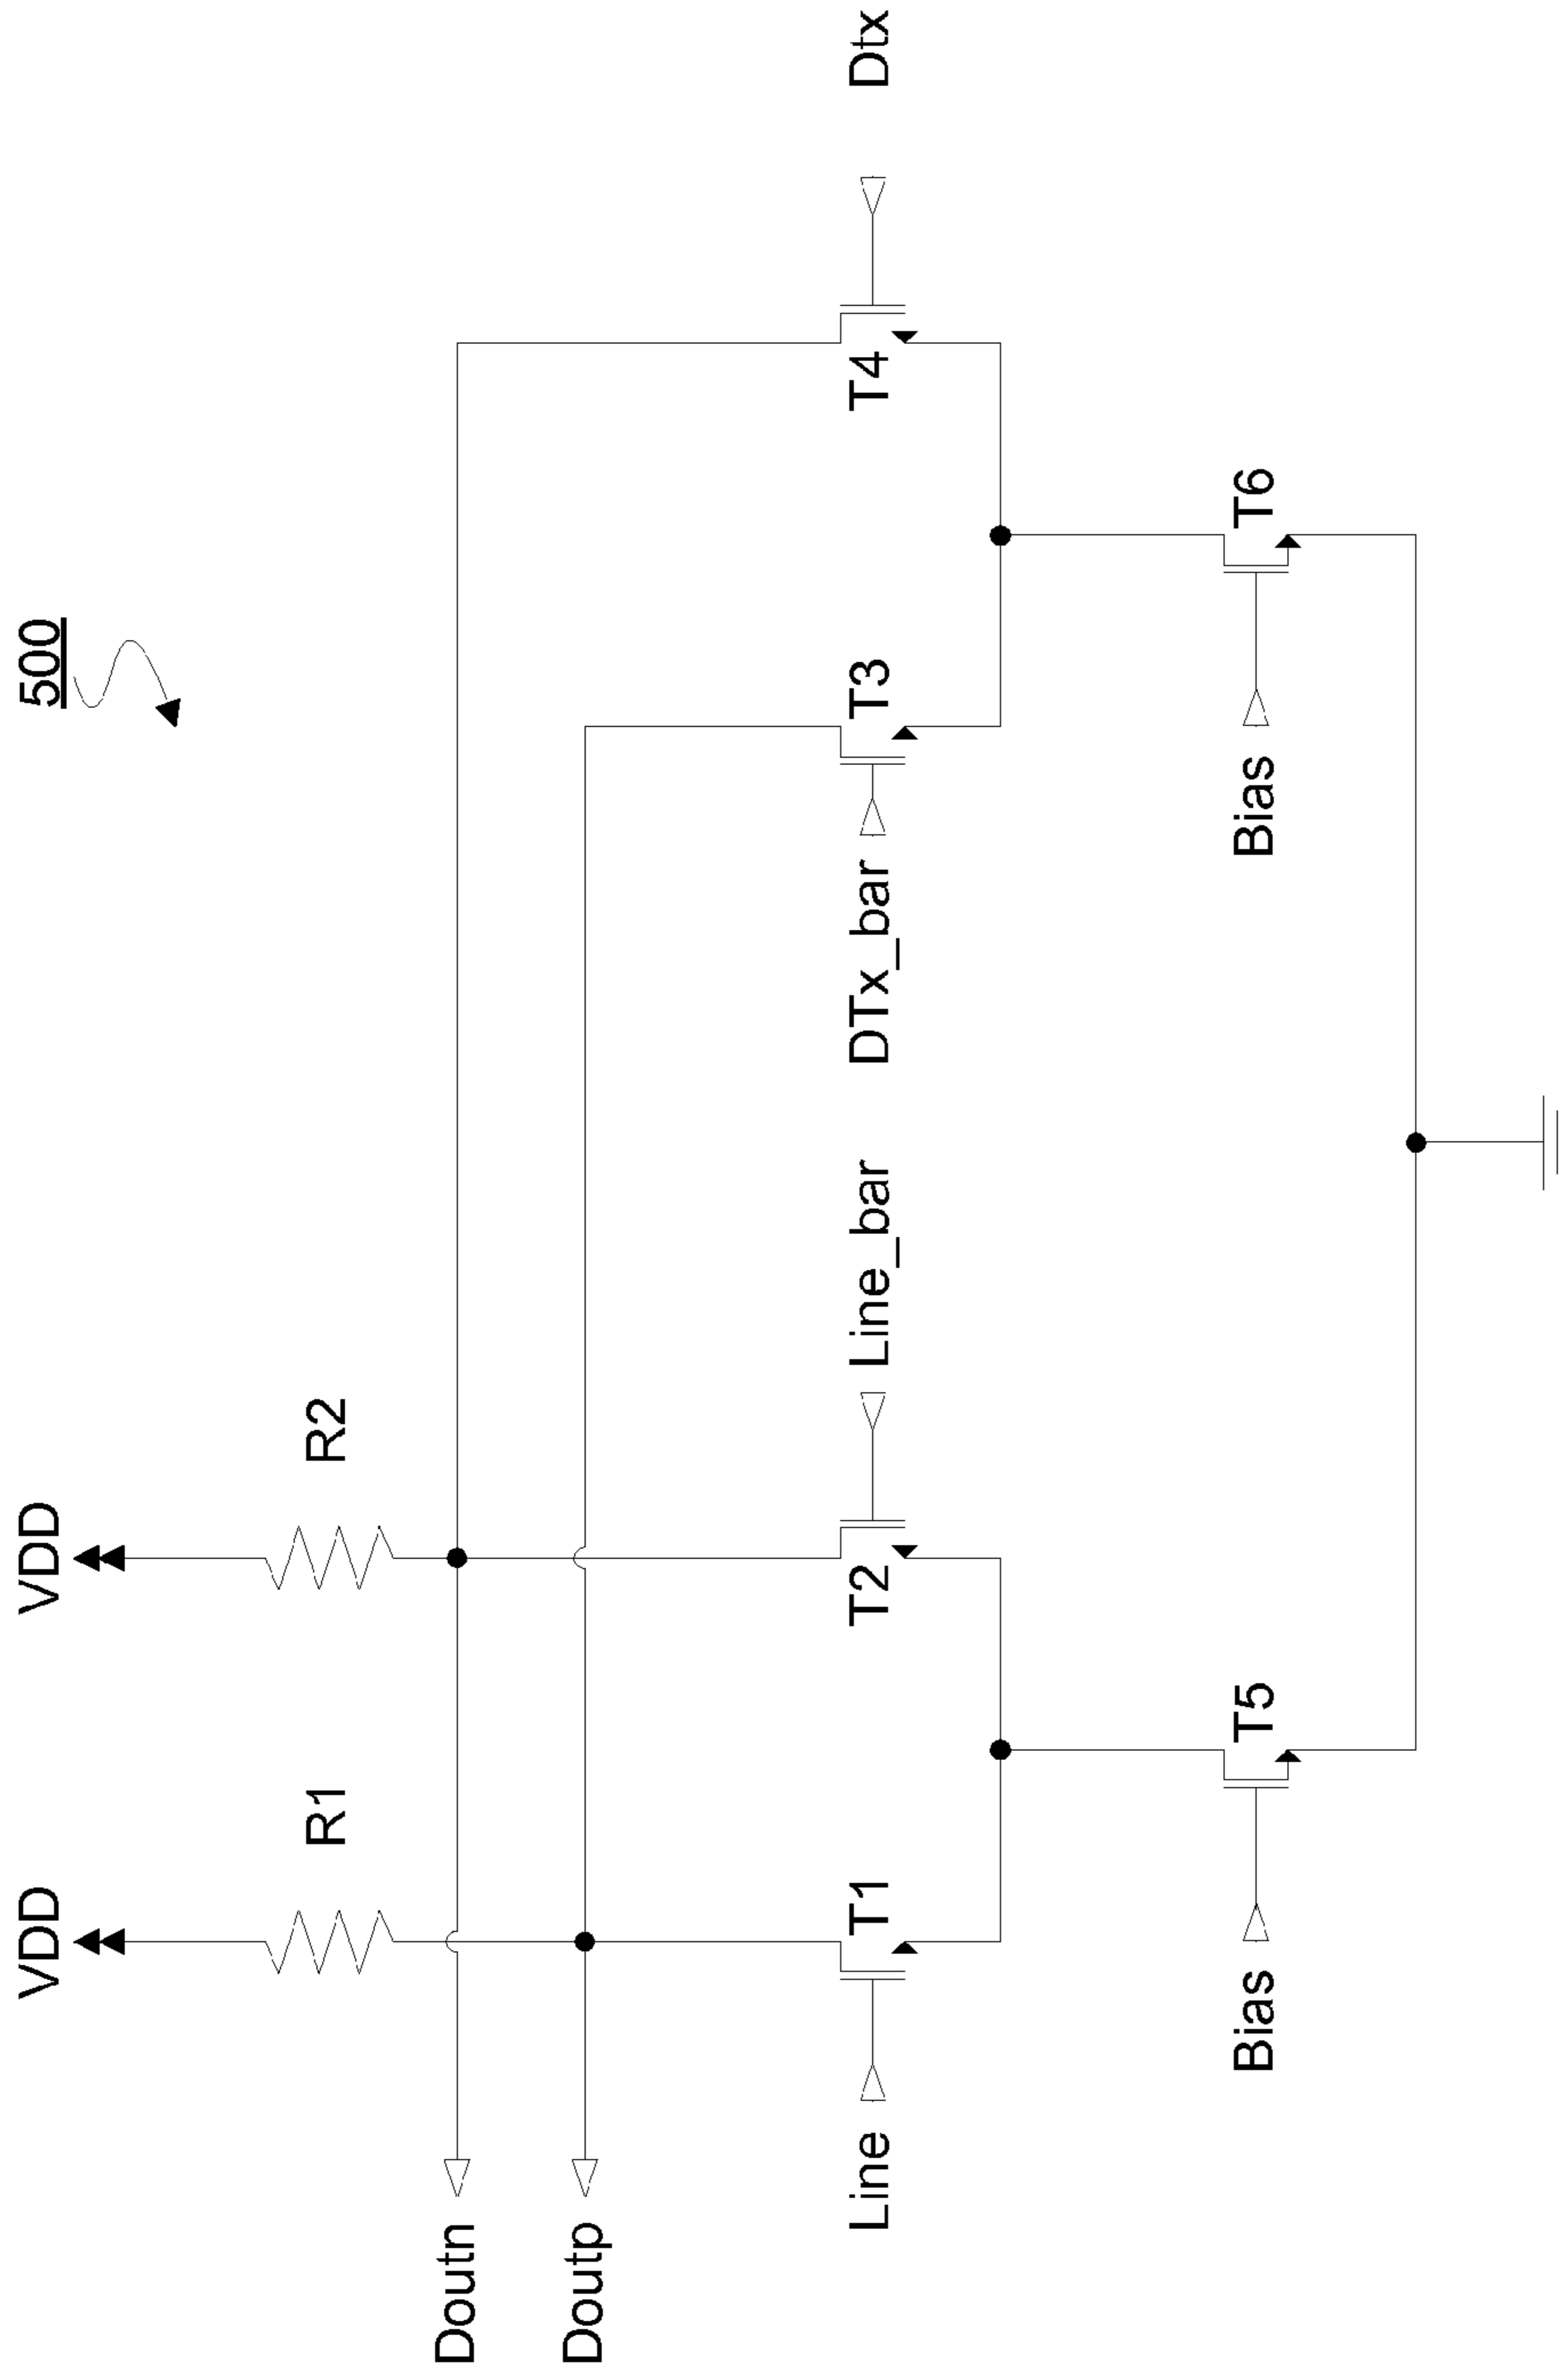 500
VDD
VDD
R1
R2
Doutn
Doutp
Line
T1
T2
Line_bar
DTx_bar
T3
T4
Dtx
Bias
T5
Bias
T6